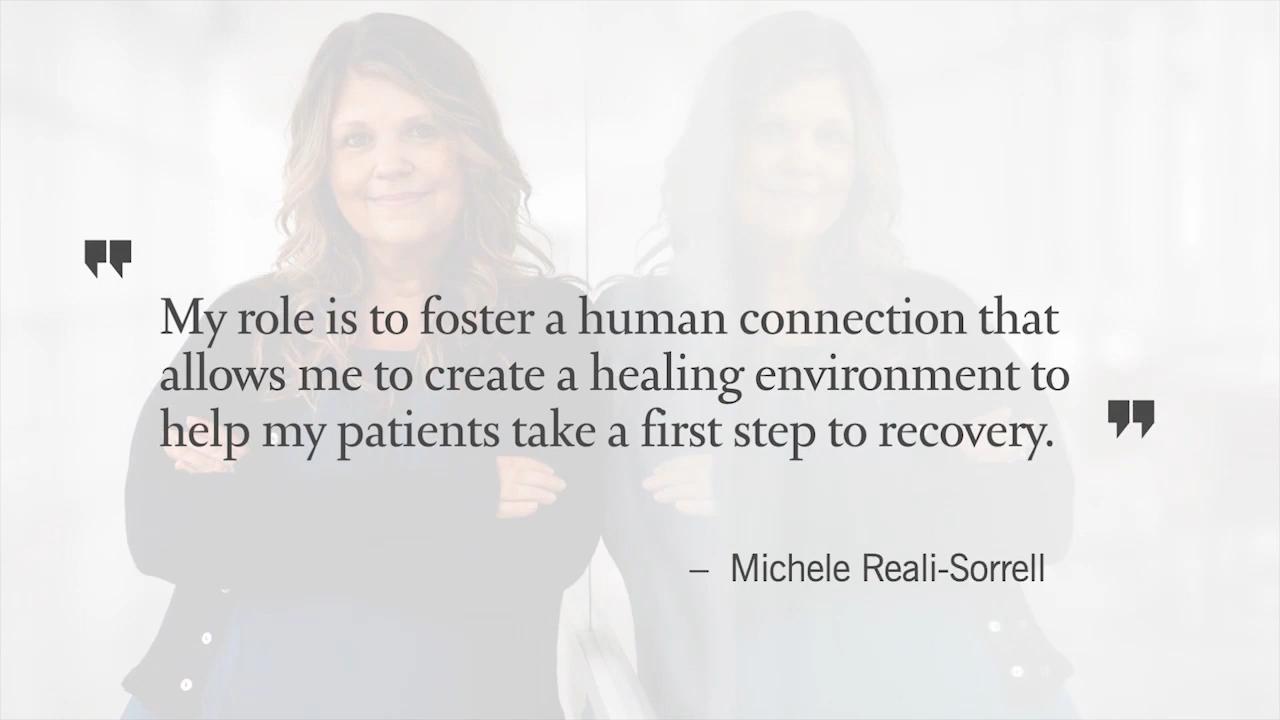 "My role is to foster a human connection that
allows me to create a healing environment to
help my patients take a first step to recovery."
– Michele Reali-Sorrell